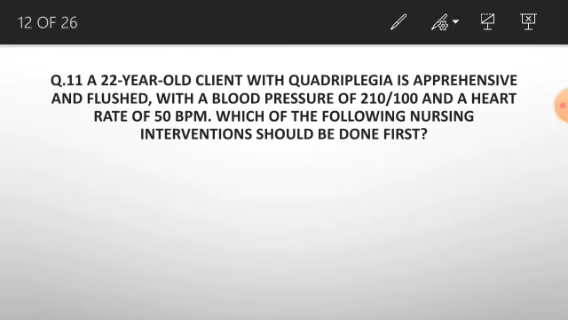 12 OF 26
Q.11 A 22-YEAR-OLD CLIENT WITH QUADRIPLEGIA IS APPREHENSIVE
AND FLUSHED, WITH A BLOOD PRESSURE OF 210/100 AND A HEART
RATE OF 50 BPM. WHICH OF THE FOLLOWING NURSING
INTERVENTIONS SHOULD BE DONE FIRST?